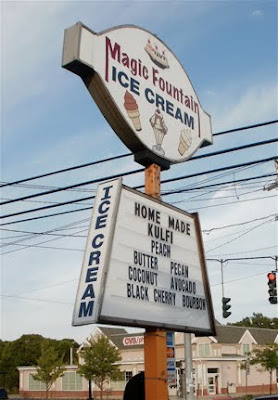 Magic Fountain
ICE CREAM
ICE CREAM
HOME MADE
KULFI
PEACH
BUTTER PECAN
COCONUT AVOCADO
BLACK CHERRY BOURBON
CVS/